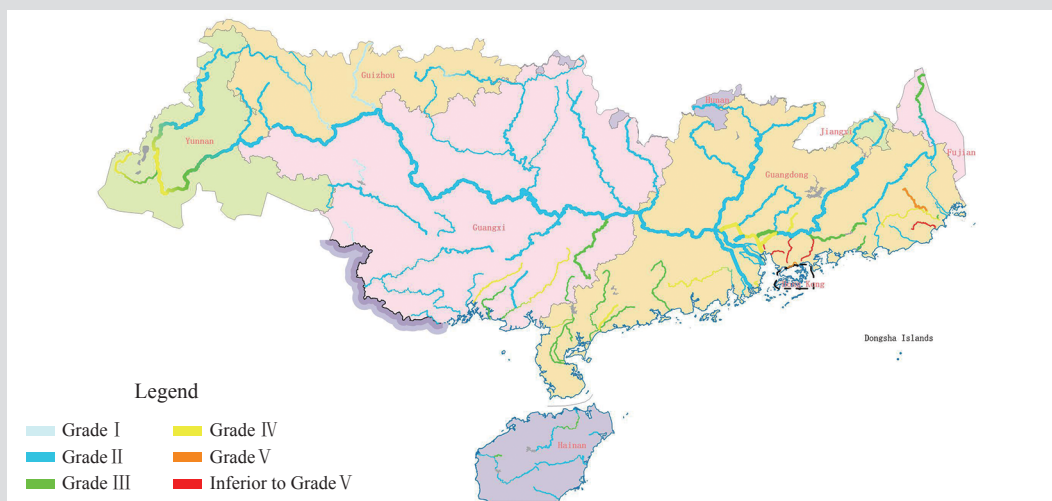 Guizhou
Hunan
Jiangxi
Yunnan
Fujian
Guangdong
Guangxi
Kong
Dongsha Islands
Legend
Grade Ⅰ
Grade Ⅳ
Grade Ⅱ
Grade Ⅴ
Grade Ⅲ
Inferior to Grade Ⅴ
Hainan